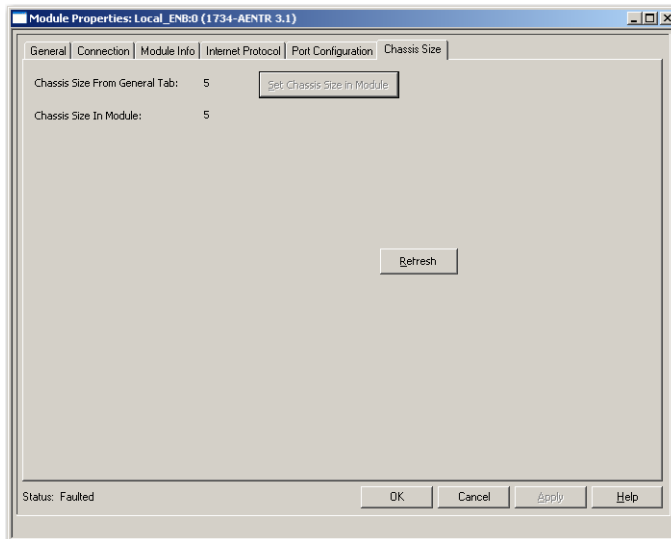 Module Properties: Local_ENB:0 (1734-AENTR 3.1)
General Connection Module Info Internet Protocol Port Configuration Chassis Size
Chassis Size From General Tab: 5 Set Chassis Size in Module
Chassis Size In Module: 5
Refresh
Status: Faulted OK Cancel Apply Help